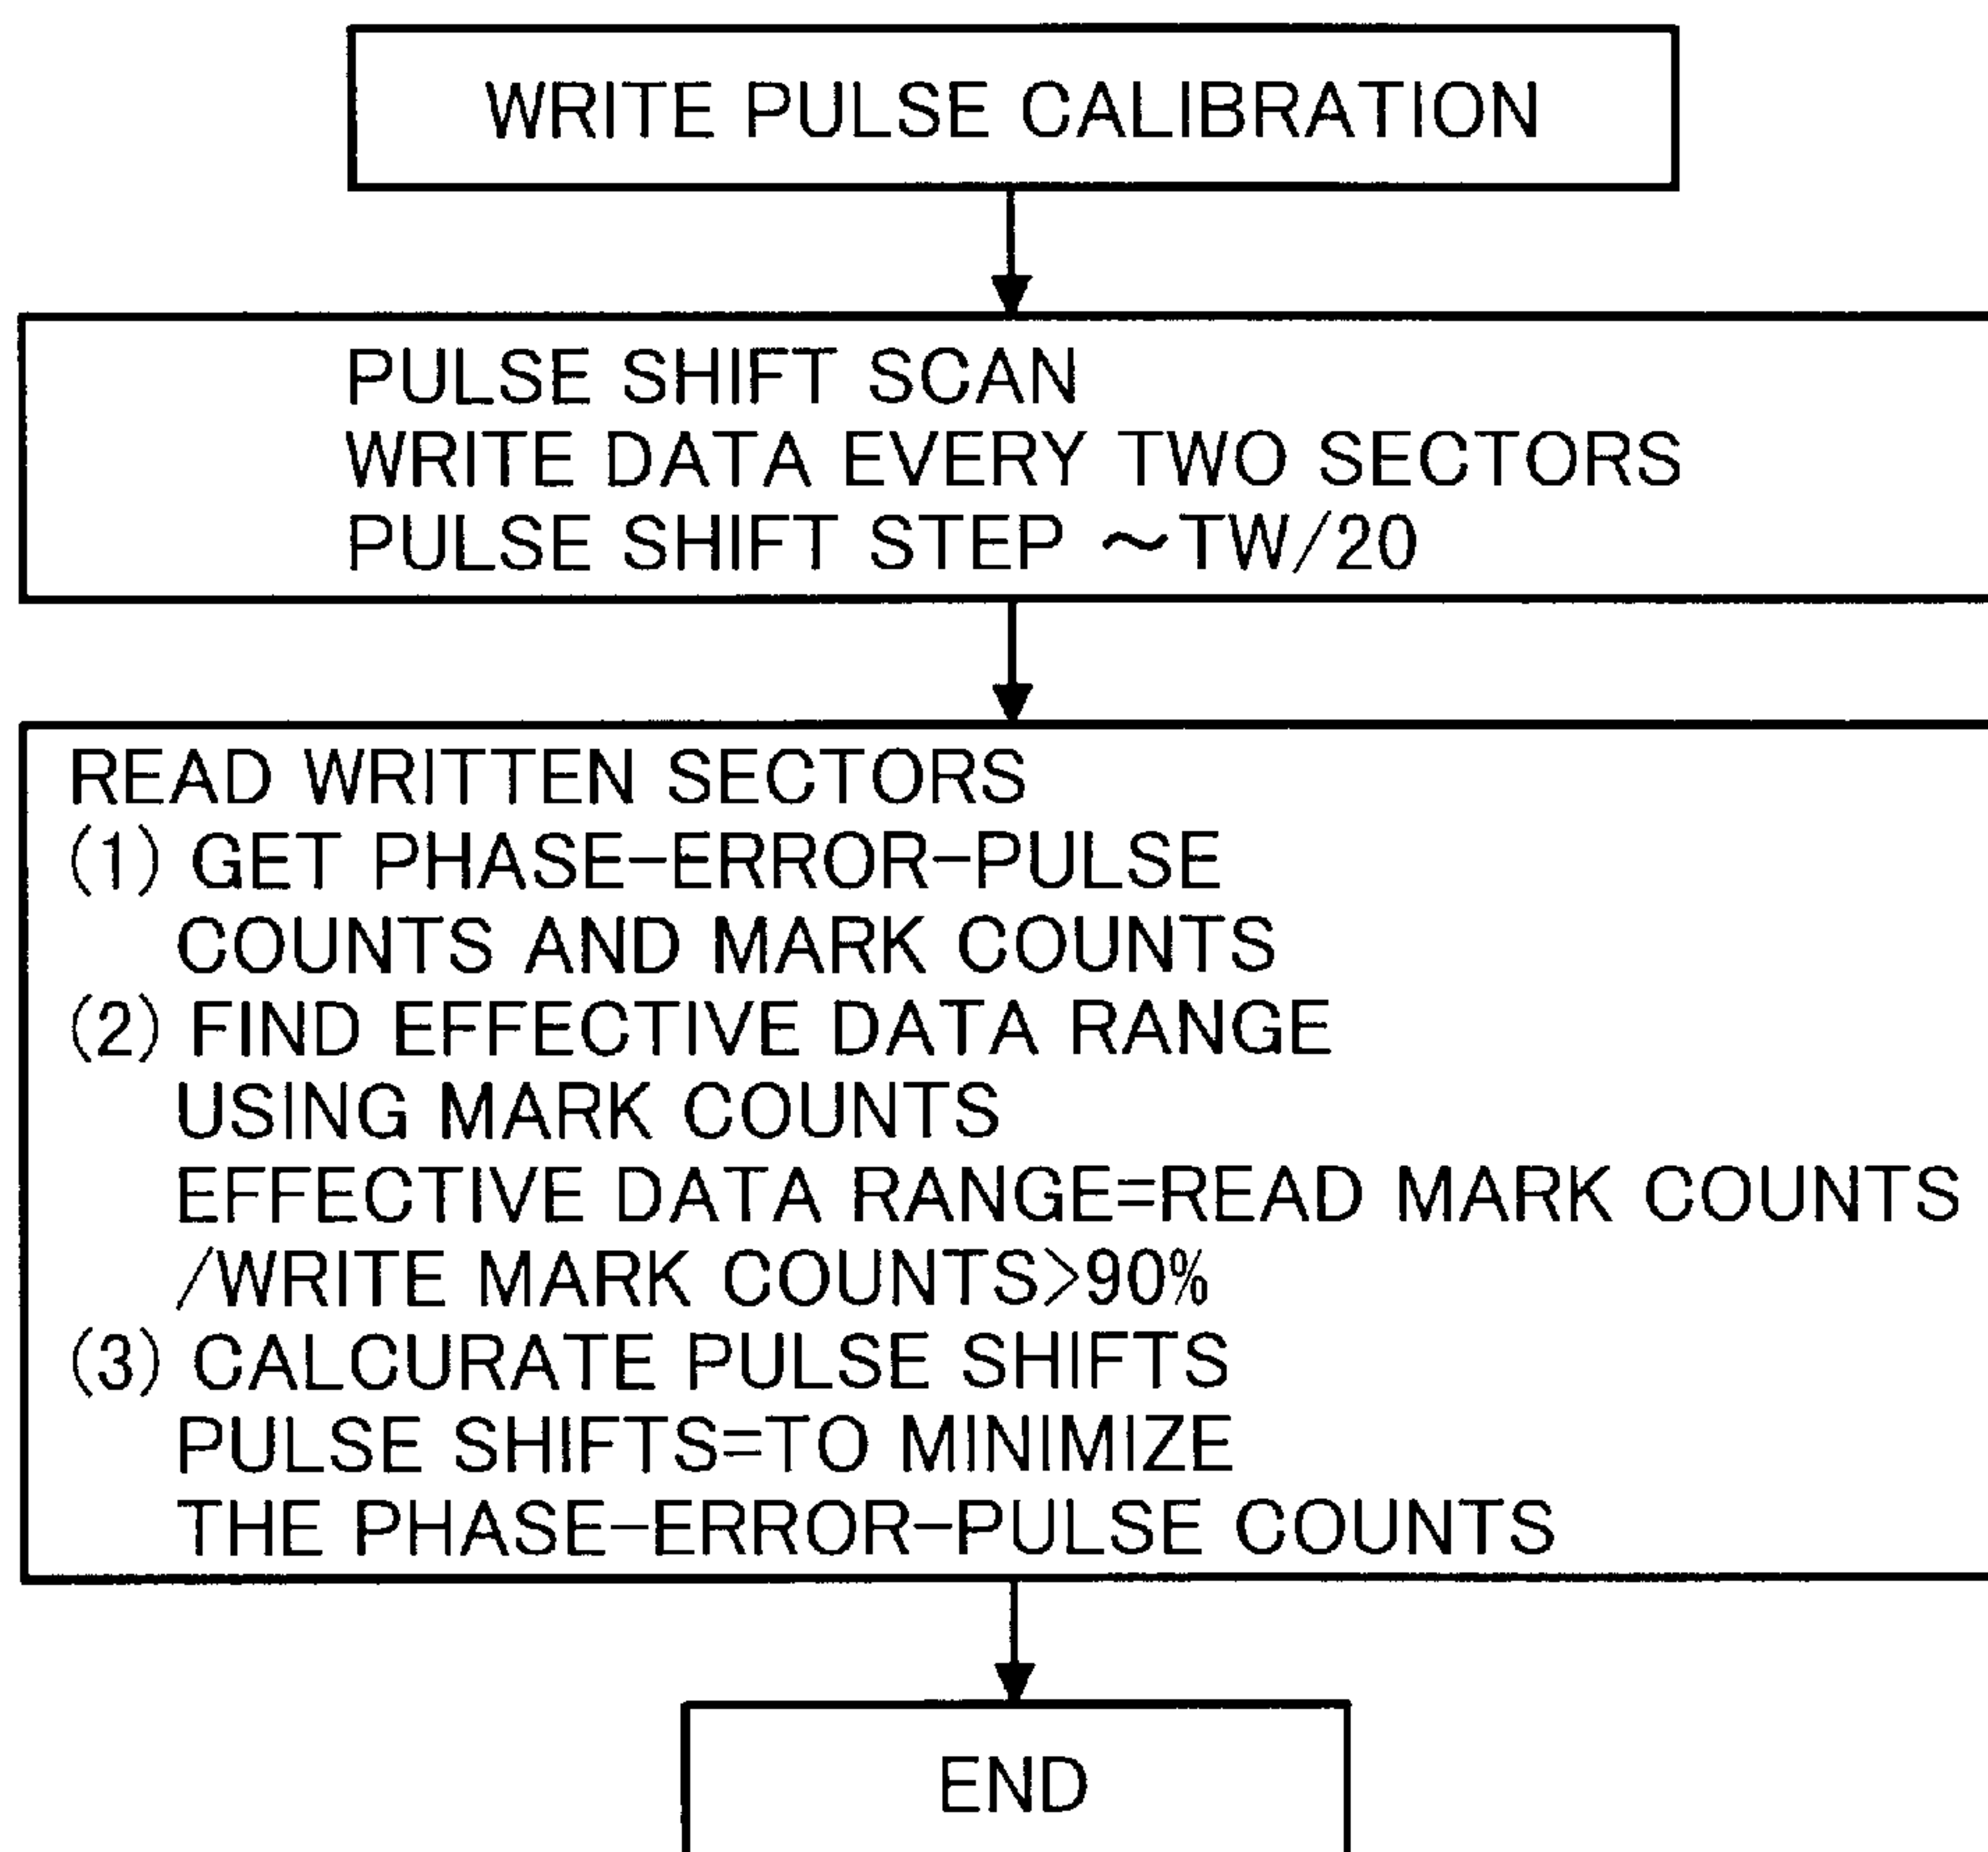 WRITE PULSE CALIBRATION
PULSE SHIFT SCAN
WRITE DATA EVERY TWO SECTORS
PULSE SHIFT STEP ~TW/20
READ WRITTEN SECTORS
(1) GET PHASE-ERROR-PULSE
COUNTS AND MARK COUNTS
(2) FIND EFFECTIVE DATA RANGE
USING MARK COUNTS
EFFECTIVE DATA RANGE=READ MARK COUNTS
/WRITE MARK COUNTS>90%
(3) CALCURATE PULSE SHIFTS
PULSE SHIFTS=TO MINIMIZE
THE PHASE-ERROR-PULSE COUNTS
END